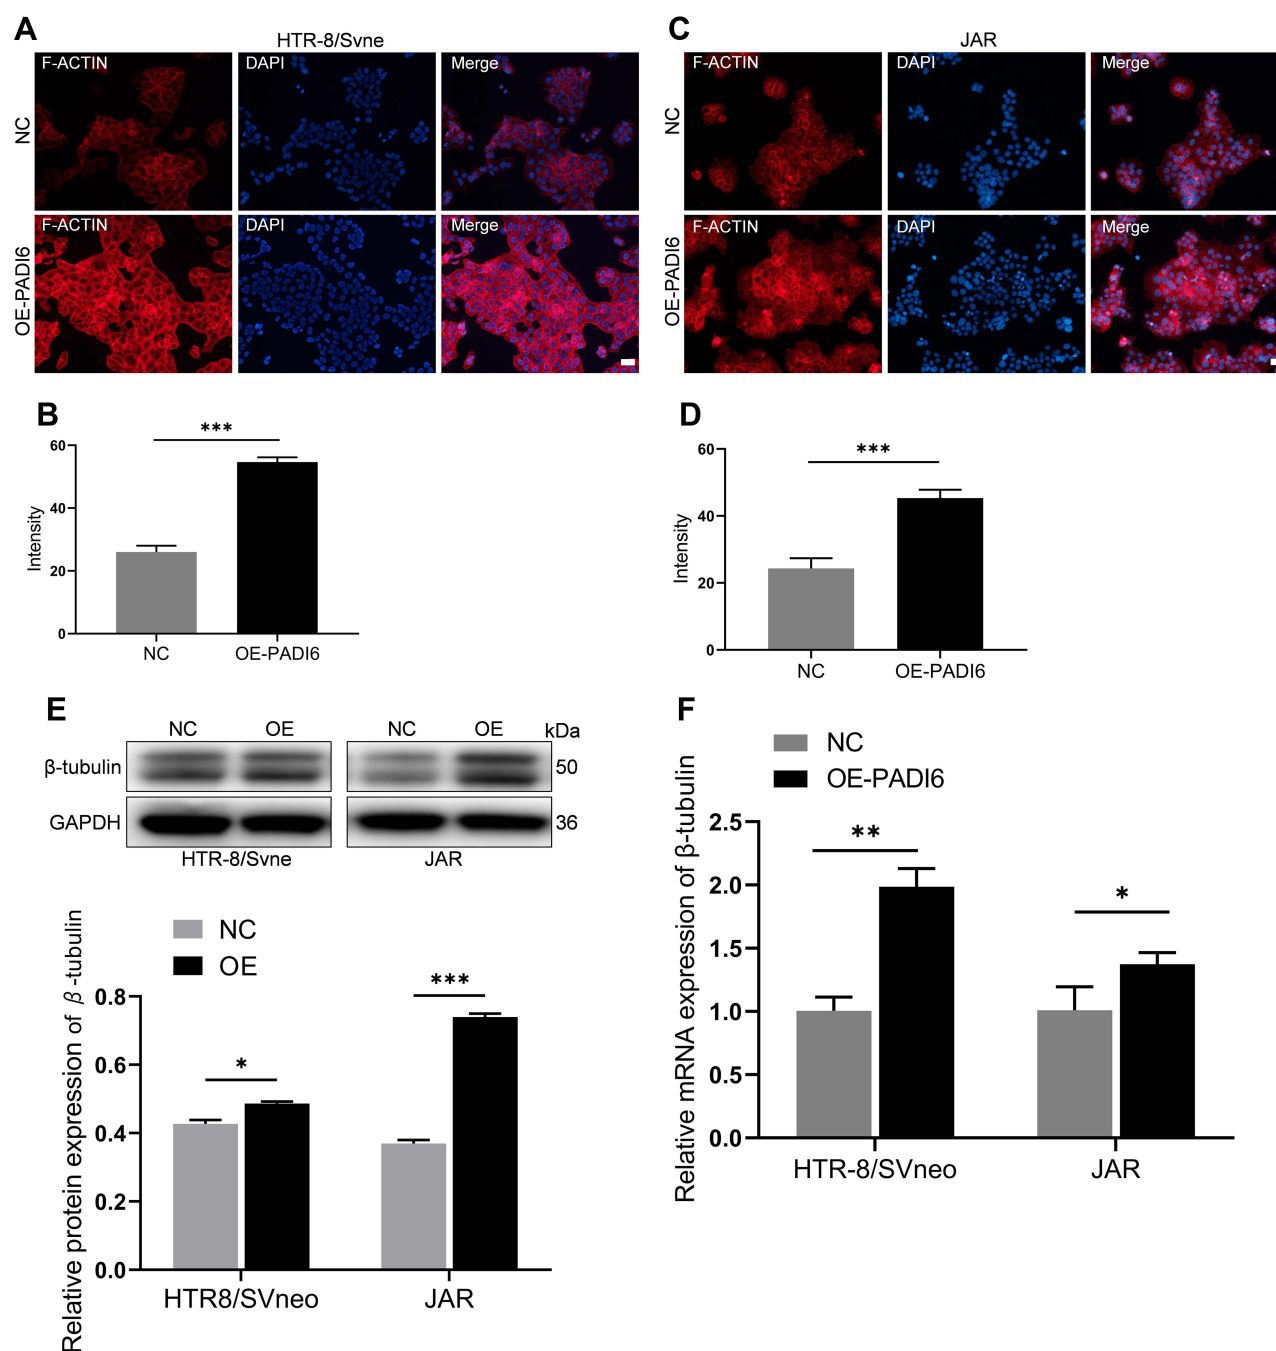 A
HTR-8/Svne
F-ACTIN DAPI Merge
NC
F-ACTIN DAPI Merge
OE-PADI6
C
JAR
F-ACTIN DAPI Merge
NC
F-ACTIN DAPI Merge
OE-PADI6
B
***
60
40
20
0
Intensity
NC OE-PADI6
D
***
60
40
20
0
Intensity
NC OE-PADI6
E
NC OE NC OE kDa
β-tubulin 50
GAPDH 36
HTR-8/Svne JAR
NC
OE
Relative protein expression of β-tubulin
0.8
0.6
0.4
0.2
0.0
*
***
HTR8/SVneo JAR
F
NC
OE-PADI6
Relative mRNA expression of β-tubulin
2.5
2.0
1.5
1.0
0.5
0.0
**
*
HTR-8/SVneo JAR